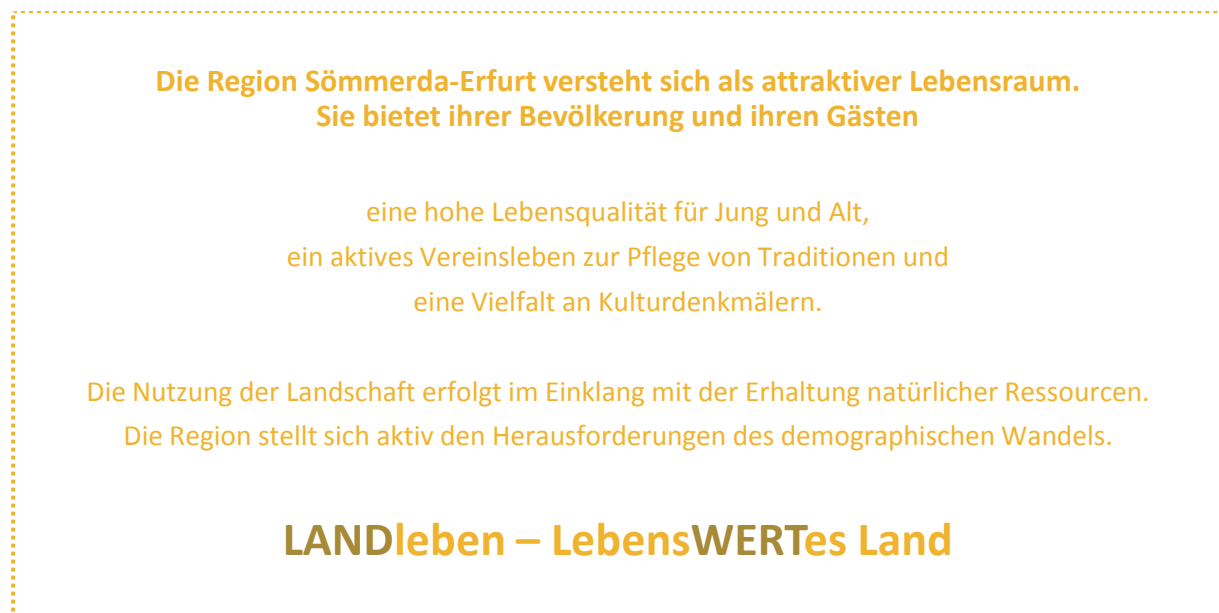 Die Region Sömmerda-Erfurt versteht sich als attraktiver Lebensraum.
Sie bietet ihrer Bevölkerung und ihren Gästen
eine hohe Lebensqualität für Jung und Alt,
ein aktives Vereinsleben zur Pflege von Traditionen und
eine Vielfalt an Kulturdenkmälern.
Die Nutzung der Landschaft erfolgt im Einklang mit der Erhaltung natürlicher Ressourcen.
Die Region stellt sich aktiv den Herausforderungen des demographischen Wandels.
LANDleben – LebensWERTes Land